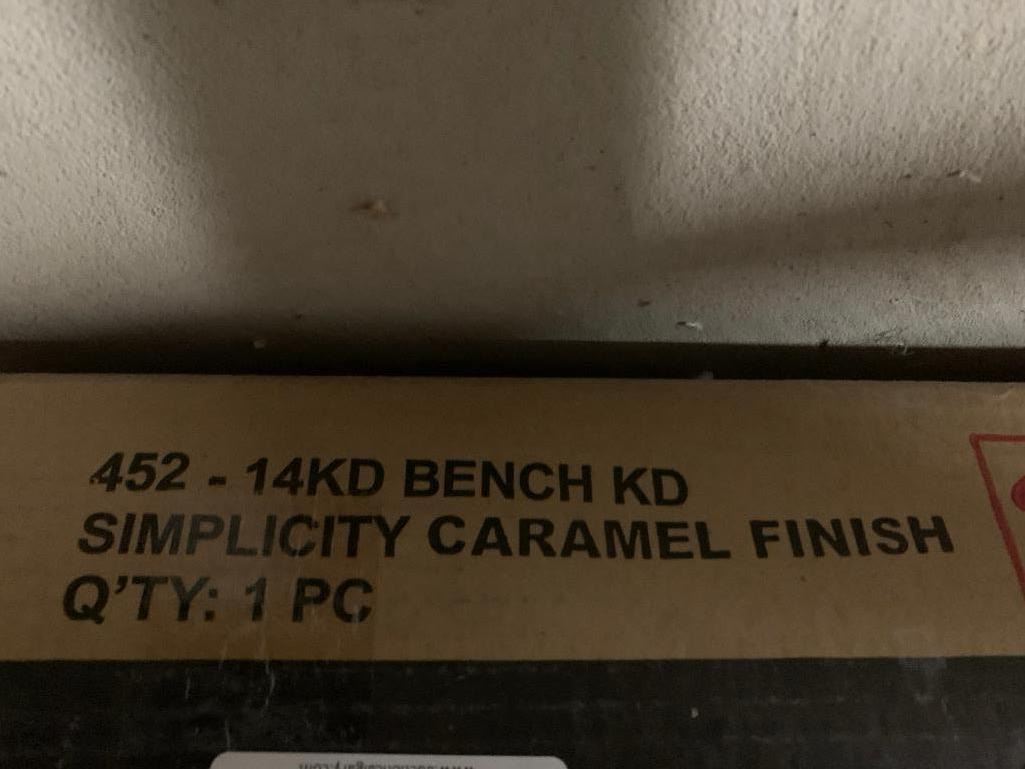 452 - 14KD BENCH KD
SIMPLICITY CARAMEL FINISH
Q'TY: 1 PC